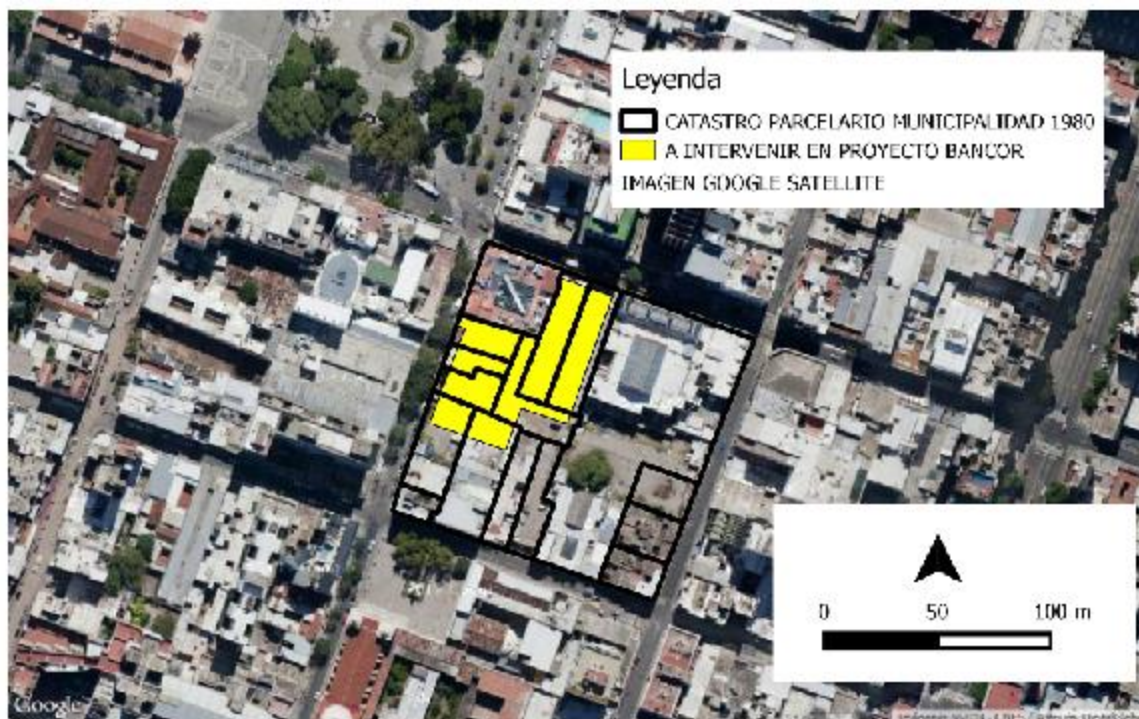 Leyenda
CATASTRO PARCELARIO MUNICIPALIDAD 1980
A INTERVENIR EN PROYECTO BANCOR
IMAGEN GOOGLE SATELLITE
0 50 100 m
Google